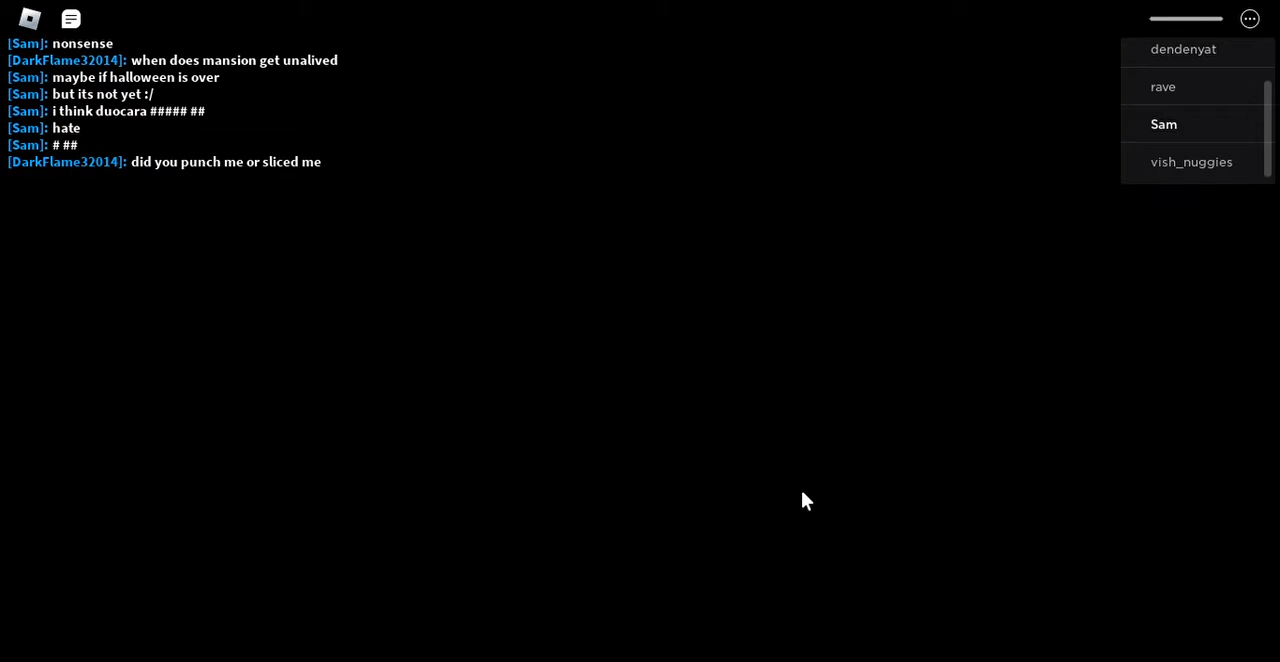 [Sam]: nonsense
[DarkFlame32014]: when does mansion get unalived
[Sam]: maybe if halloween is over
[Sam]: but its not yet :/
[Sam]: i think duocara ##### ##
[Sam]: hate
[Sam]: # ##
[DarkFlame32014]: did you punch me or sliced me
dendenyat
rave
Sam
vish_nuggies